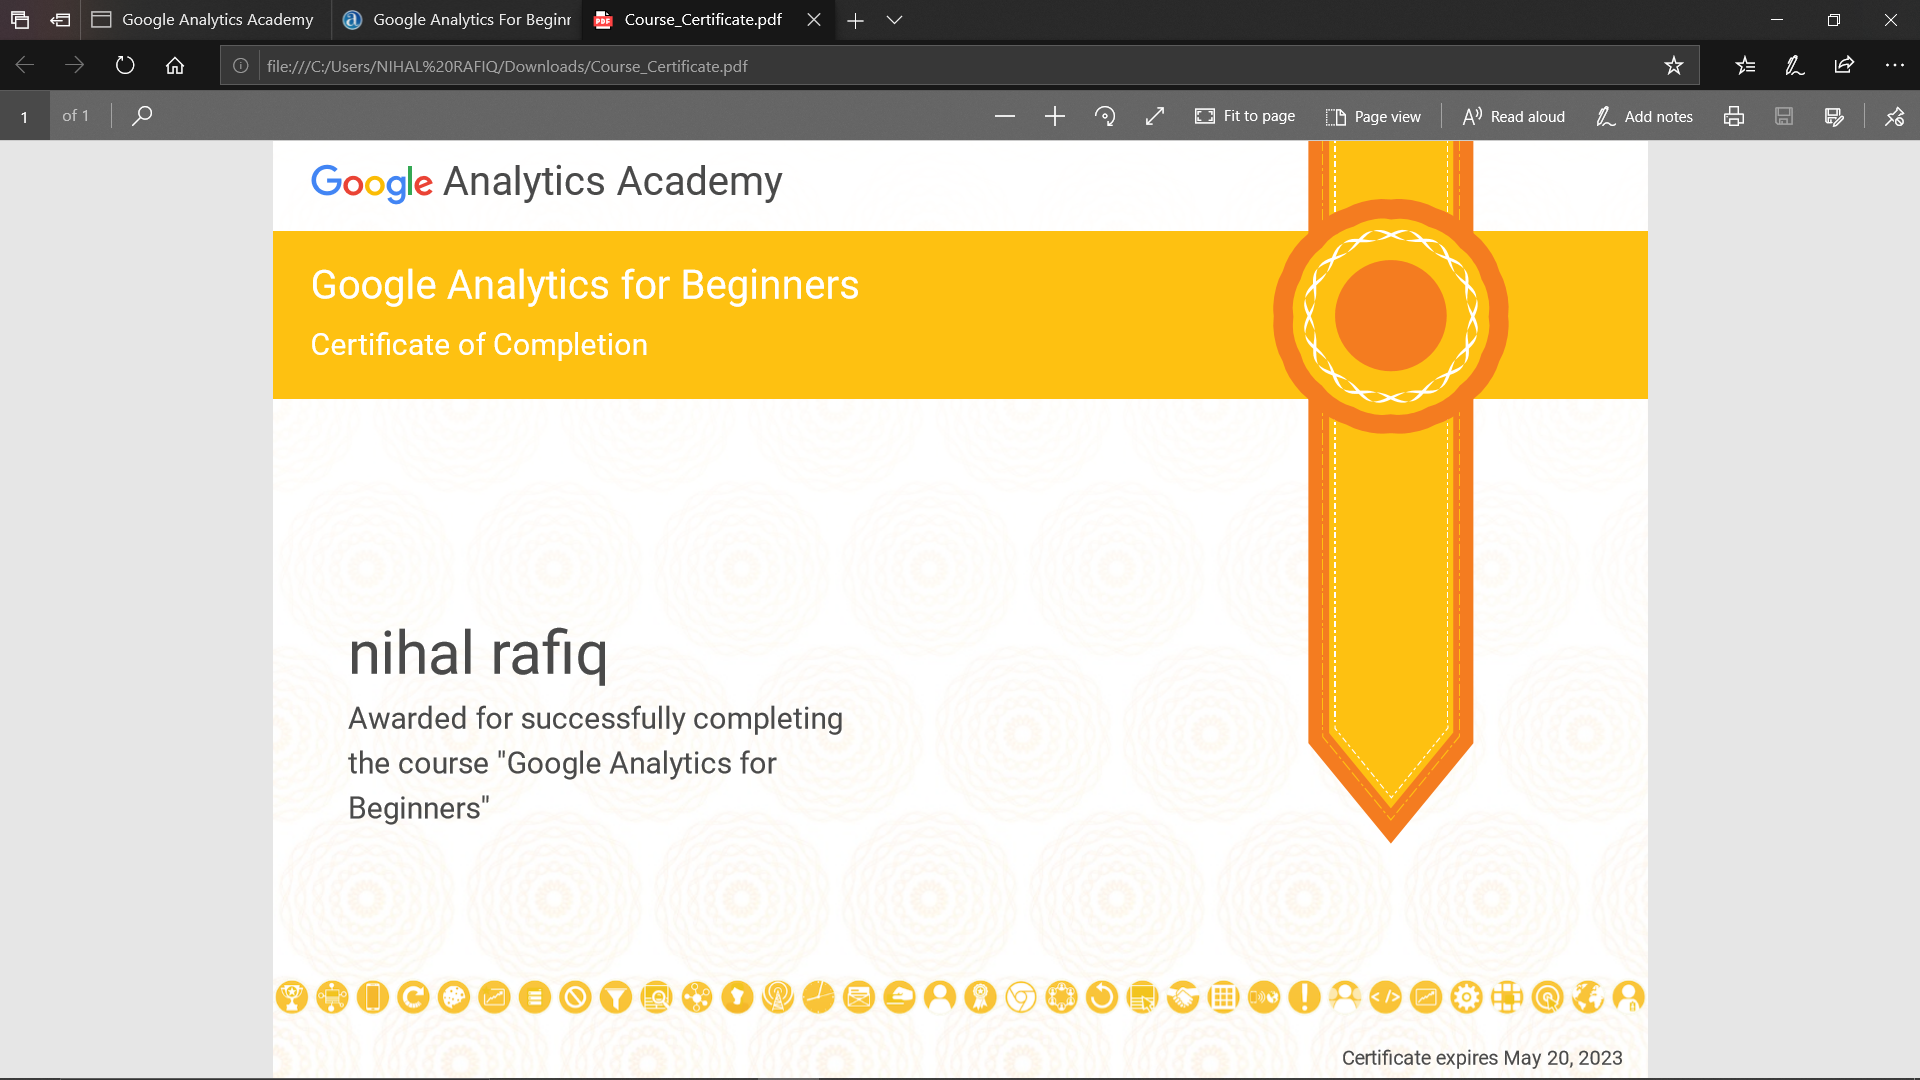 Google Analytics Academy
Google Analytics For Beginr
Course_Certificate.pdf
file:///C:/Users/NIHAL%20RAFIQ/Downloads/Course_Certificate.pdf
1 of 1
Fit to page
Page view
Read aloud
Add notes
Google Analytics Academy
Google Analytics for Beginners
Certificate of Completion
nihal rafiq
Awarded for successfully completing
the course "Google Analytics for
Beginners"
Certificate expires May 20, 2023